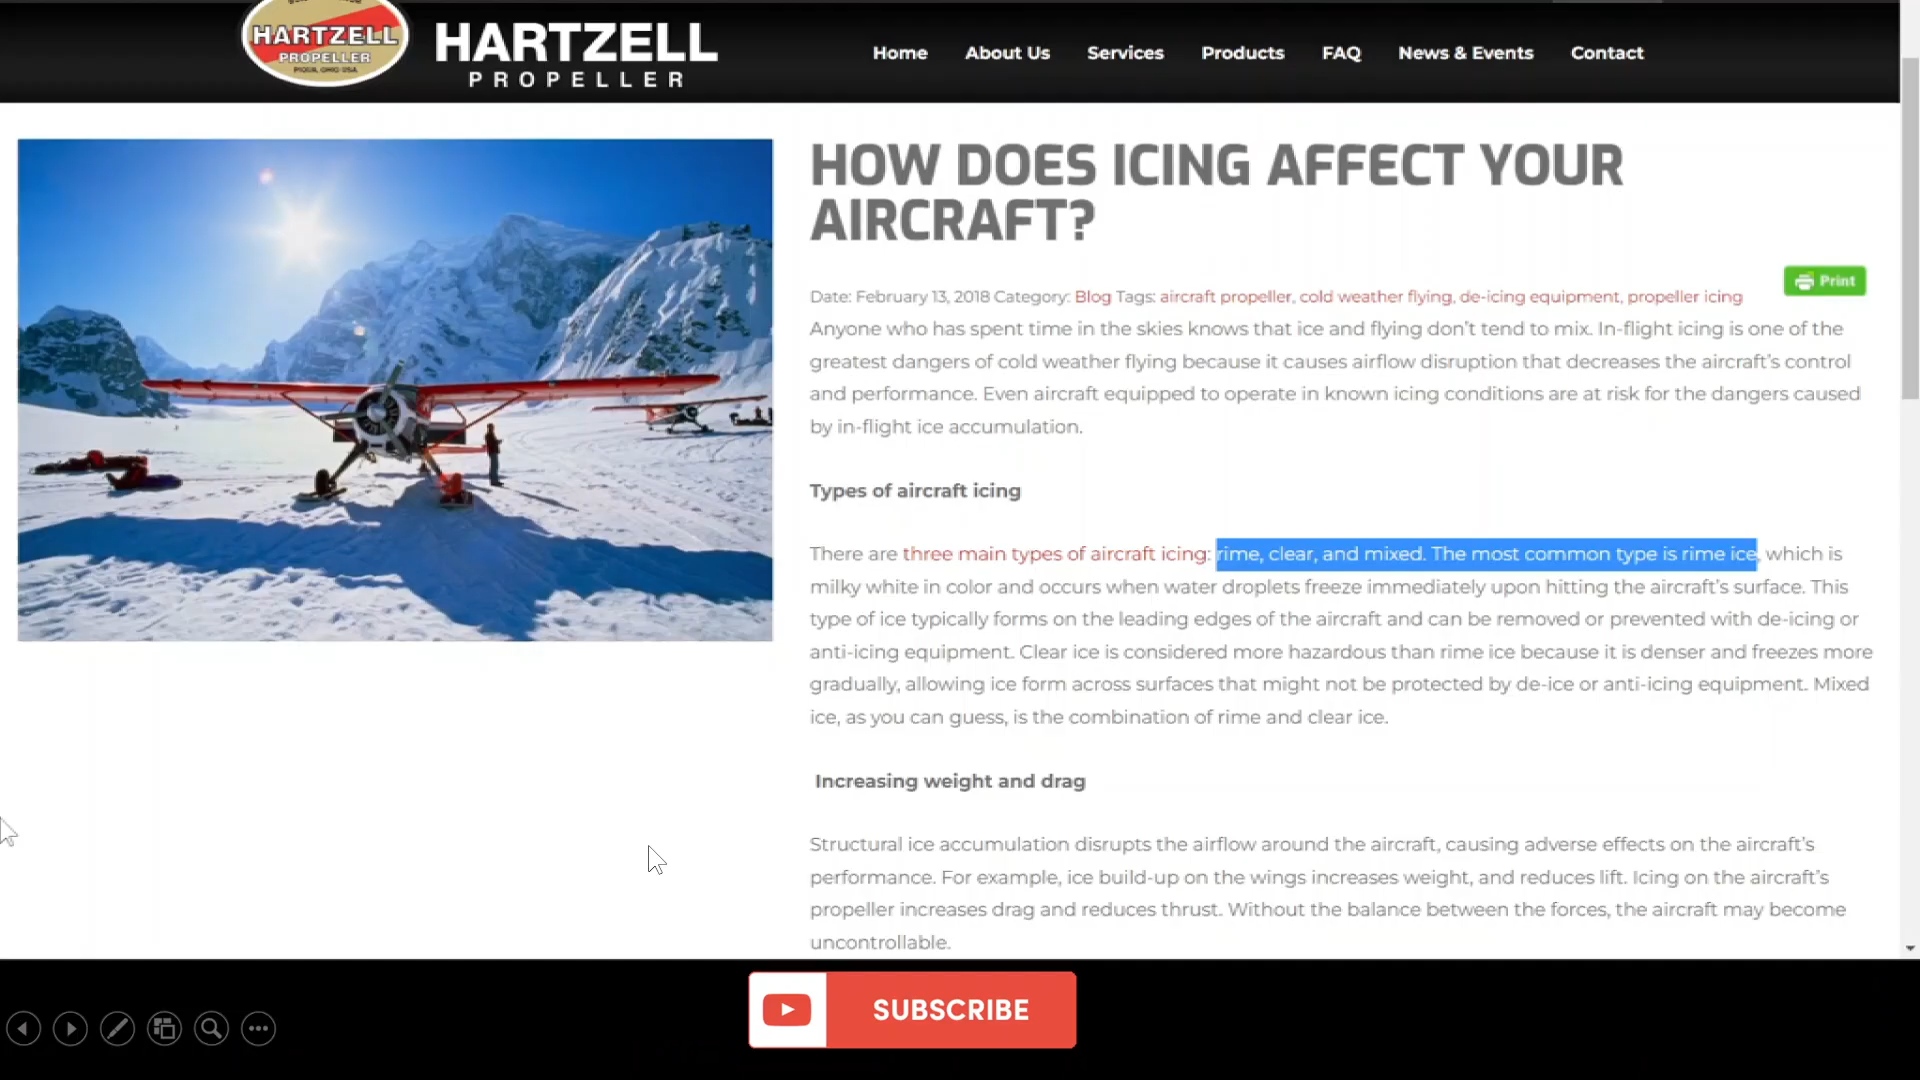 HARTZELL
PROPELLER
PIQUA, OHIO USA
HARTZELL
PROPELLER
Home About Us Services Products FAQ News & Events Contact
HOW DOES ICING AFFECT YOUR
AIRCRAFT?
Print
Date: February 13, 2018 Category: Blog Tags: aircraft propeller, cold weather flying, de-icing equipment, propeller icing
Anyone who has spent time in the skies knows that ice and flying don't tend to mix. In-flight icing is one of the
greatest dangers of cold weather flying because it causes airflow disruption that decreases the aircraft's control
and performance. Even aircraft equipped to operate in known icing conditions are at risk for the dangers caused
by in-flight ice accumulation.
Types of aircraft icing
There are three main types of aircraft icing: rime, clear, and mixed. The most common type is rime ice, which is
milky white in color and occurs when water droplets freeze immediately upon hitting the aircraft's surface. This
type of ice typically forms on the leading edges of the aircraft and can be removed or prevented with de-icing or
anti-icing equipment. Clear ice is considered more hazardous than rime ice because it is denser and freezes more
gradually, allowing ice form across surfaces that might not be protected by de-ice or anti-icing equipment. Mixed
ice, as you can guess, is the combination of rime and clear ice.
Increasing weight and drag
Structural ice accumulation disrupts the airflow around the aircraft, causing adverse effects on the aircraft's
performance. For example, ice build-up on the wings increases weight, and reduces lift. Icing on the aircraft's
propeller increases drag and reduces thrust. Without the balance between the forces, the aircraft may become
uncontrollable.
SUBSCRIBE